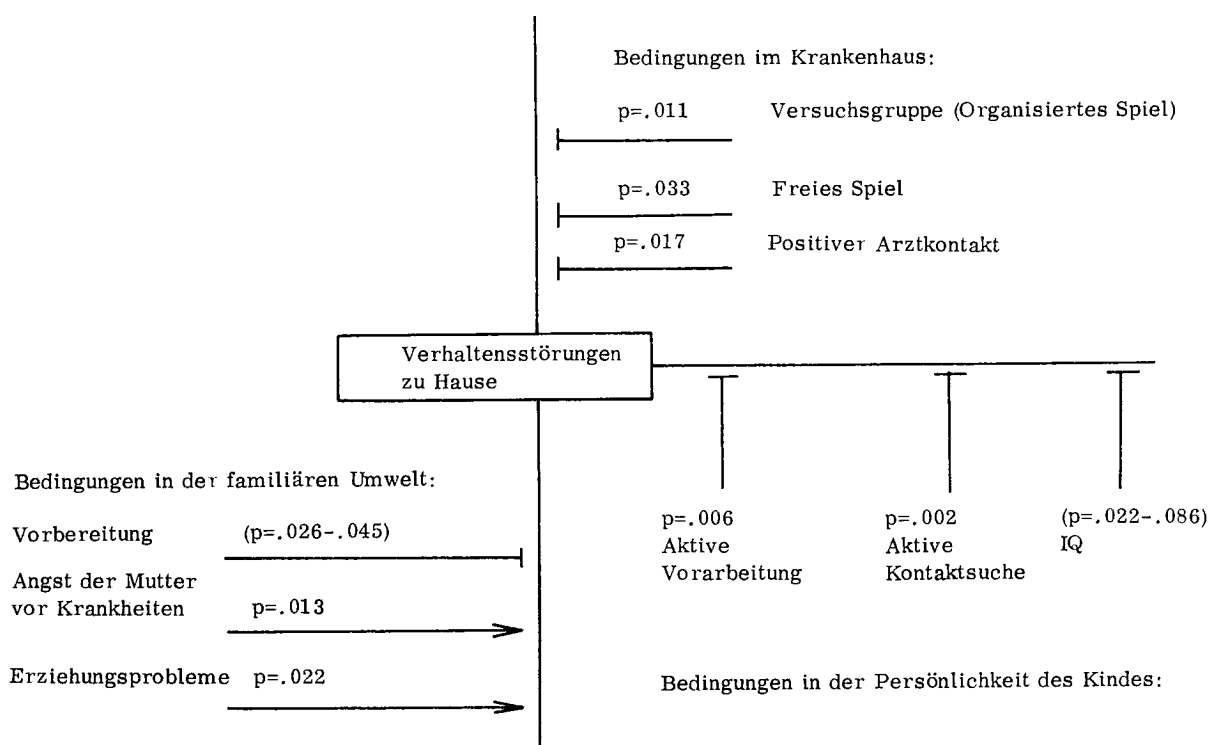 Bedingungen im Krankenhaus:
p=.011 Versuchsgruppe (Organisiertes Spiel)
p=.033 Freies Spiel
p=.017 Positiver Arztkontakt
Verhaltensstörungen
zu Hause
Bedingungen in der familiären Umwelt:
Vorbereitung (p=.026-.045)
Angst der Mutter
vor Krankheiten p=.013
Erziehungsprobleme p=.022
p=.006
Aktive
Vorarbeitung
p=.002
Aktive
Kontaktsuche
(p=.022-.086)
IQ
Bedingungen in der Persönlichkeit des Kindes: